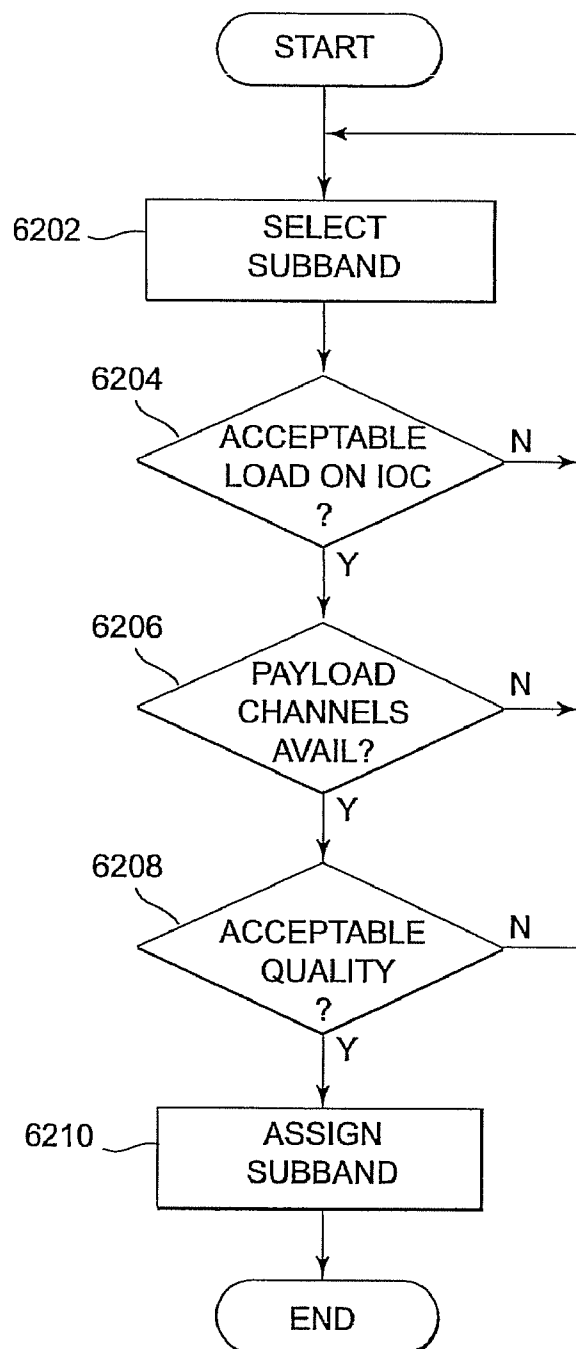 START
6202
SELECT
SUBBAND
6204
ACCEPTABLE
LOAD ON IOC
?
N
Y
6206
PAYLOAD
CHANNELS
AVAIL?
N
Y
6208
ACCEPTABLE
QUALITY
?
N
Y
6210
ASSIGN
SUBBAND
END